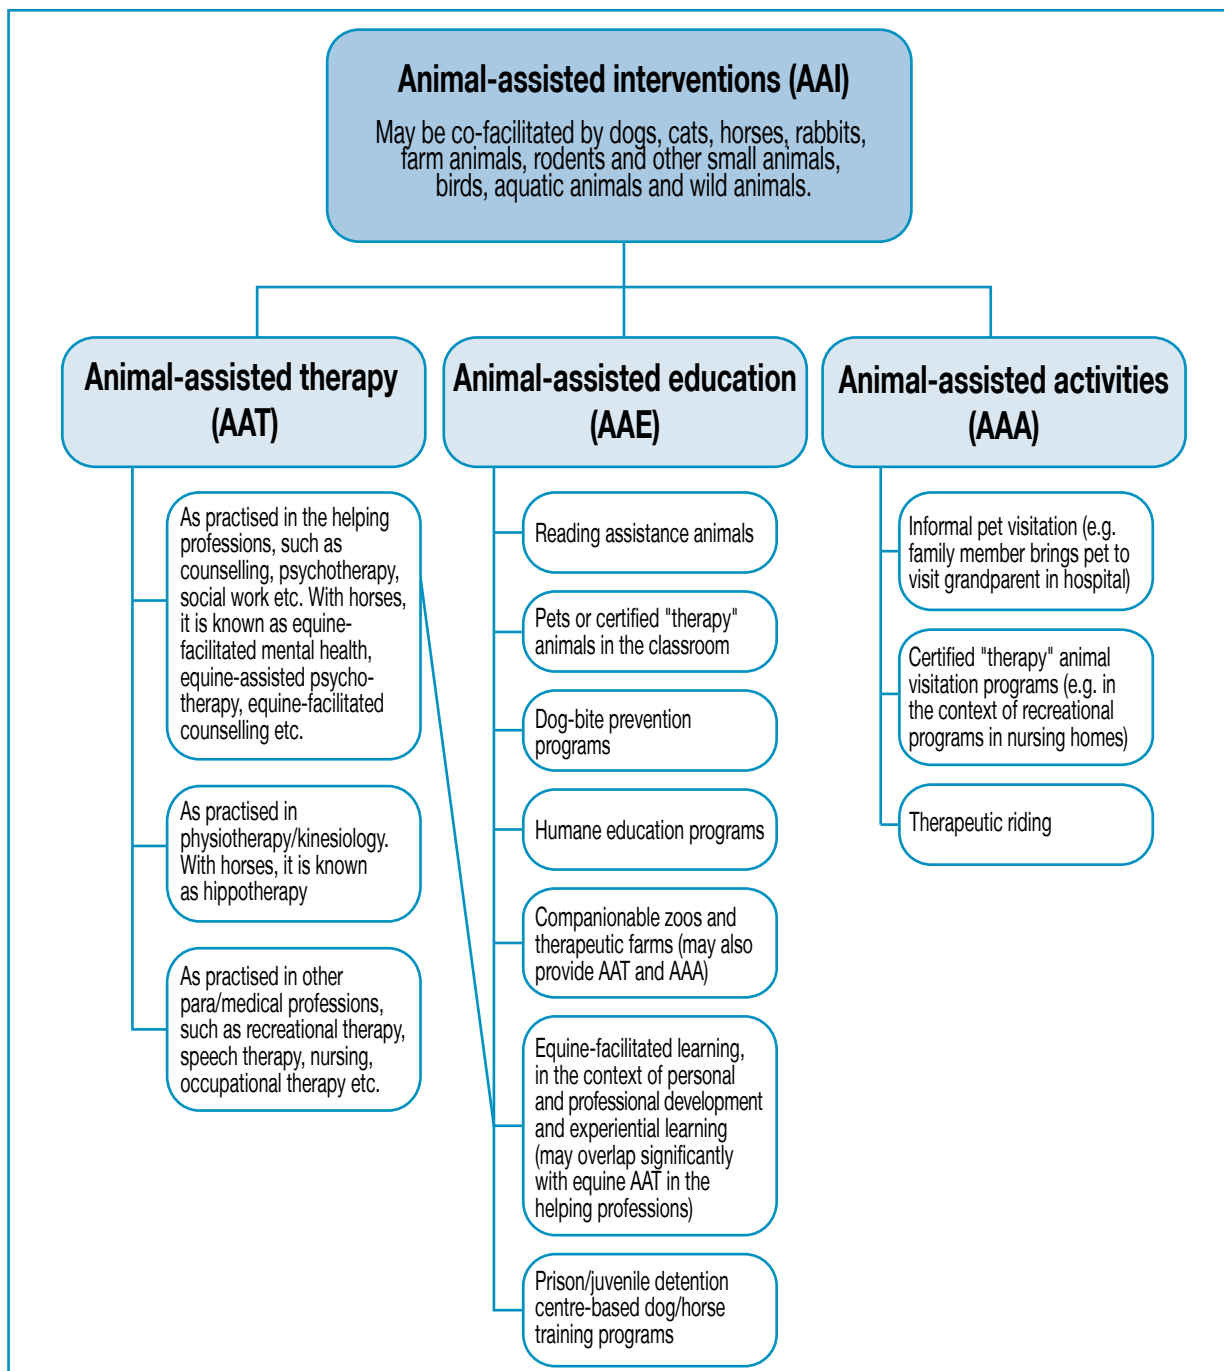 Animal-assisted interventions (AAI)
May be co-facilitated by dogs, cats, horses, rabbits,
farm animals, rodents and other small animals,
birds, aquatic animals and wild animals.
Animal-assisted therapy
(AAT)
As practised in the helping
professions, such as
counselling, psychotherapy,
social work etc. With horses,
it is known as equine-
facilitated mental health,
equine-assisted psycho-
therapy, equine-facilitated
counselling etc.
As practised in
physiotherapy/kinesiology.
With horses, it is known
as hippotherapy
As practised in other
para/medical professions,
such as recreational therapy,
speech therapy, nursing,
occupational therapy etc.
Animal-assisted education
(AAE)
Reading assistance animals
Pets or certified "therapy"
animals in the classroom
Dog-bite prevention
programs
Humane education programs
Companionable zoos and
therapeutic farms (may also
provide AAT and AAA)
Equine-facilitated learning,
in the context of personal
and professional development
and experiential learning
(may overlap significantly
with equine AAT in the
helping professions)
Prison/juvenile detention
centre-based dog/horse
training programs
Animal-assisted activities
(AAA)
Informal pet visitation (e.g.
family member brings pet to
visit grandparent in hospital)
Certified "therapy" animal
visitation programs (e.g. in
the context of recreational
programs in nursing homes)
Therapeutic riding